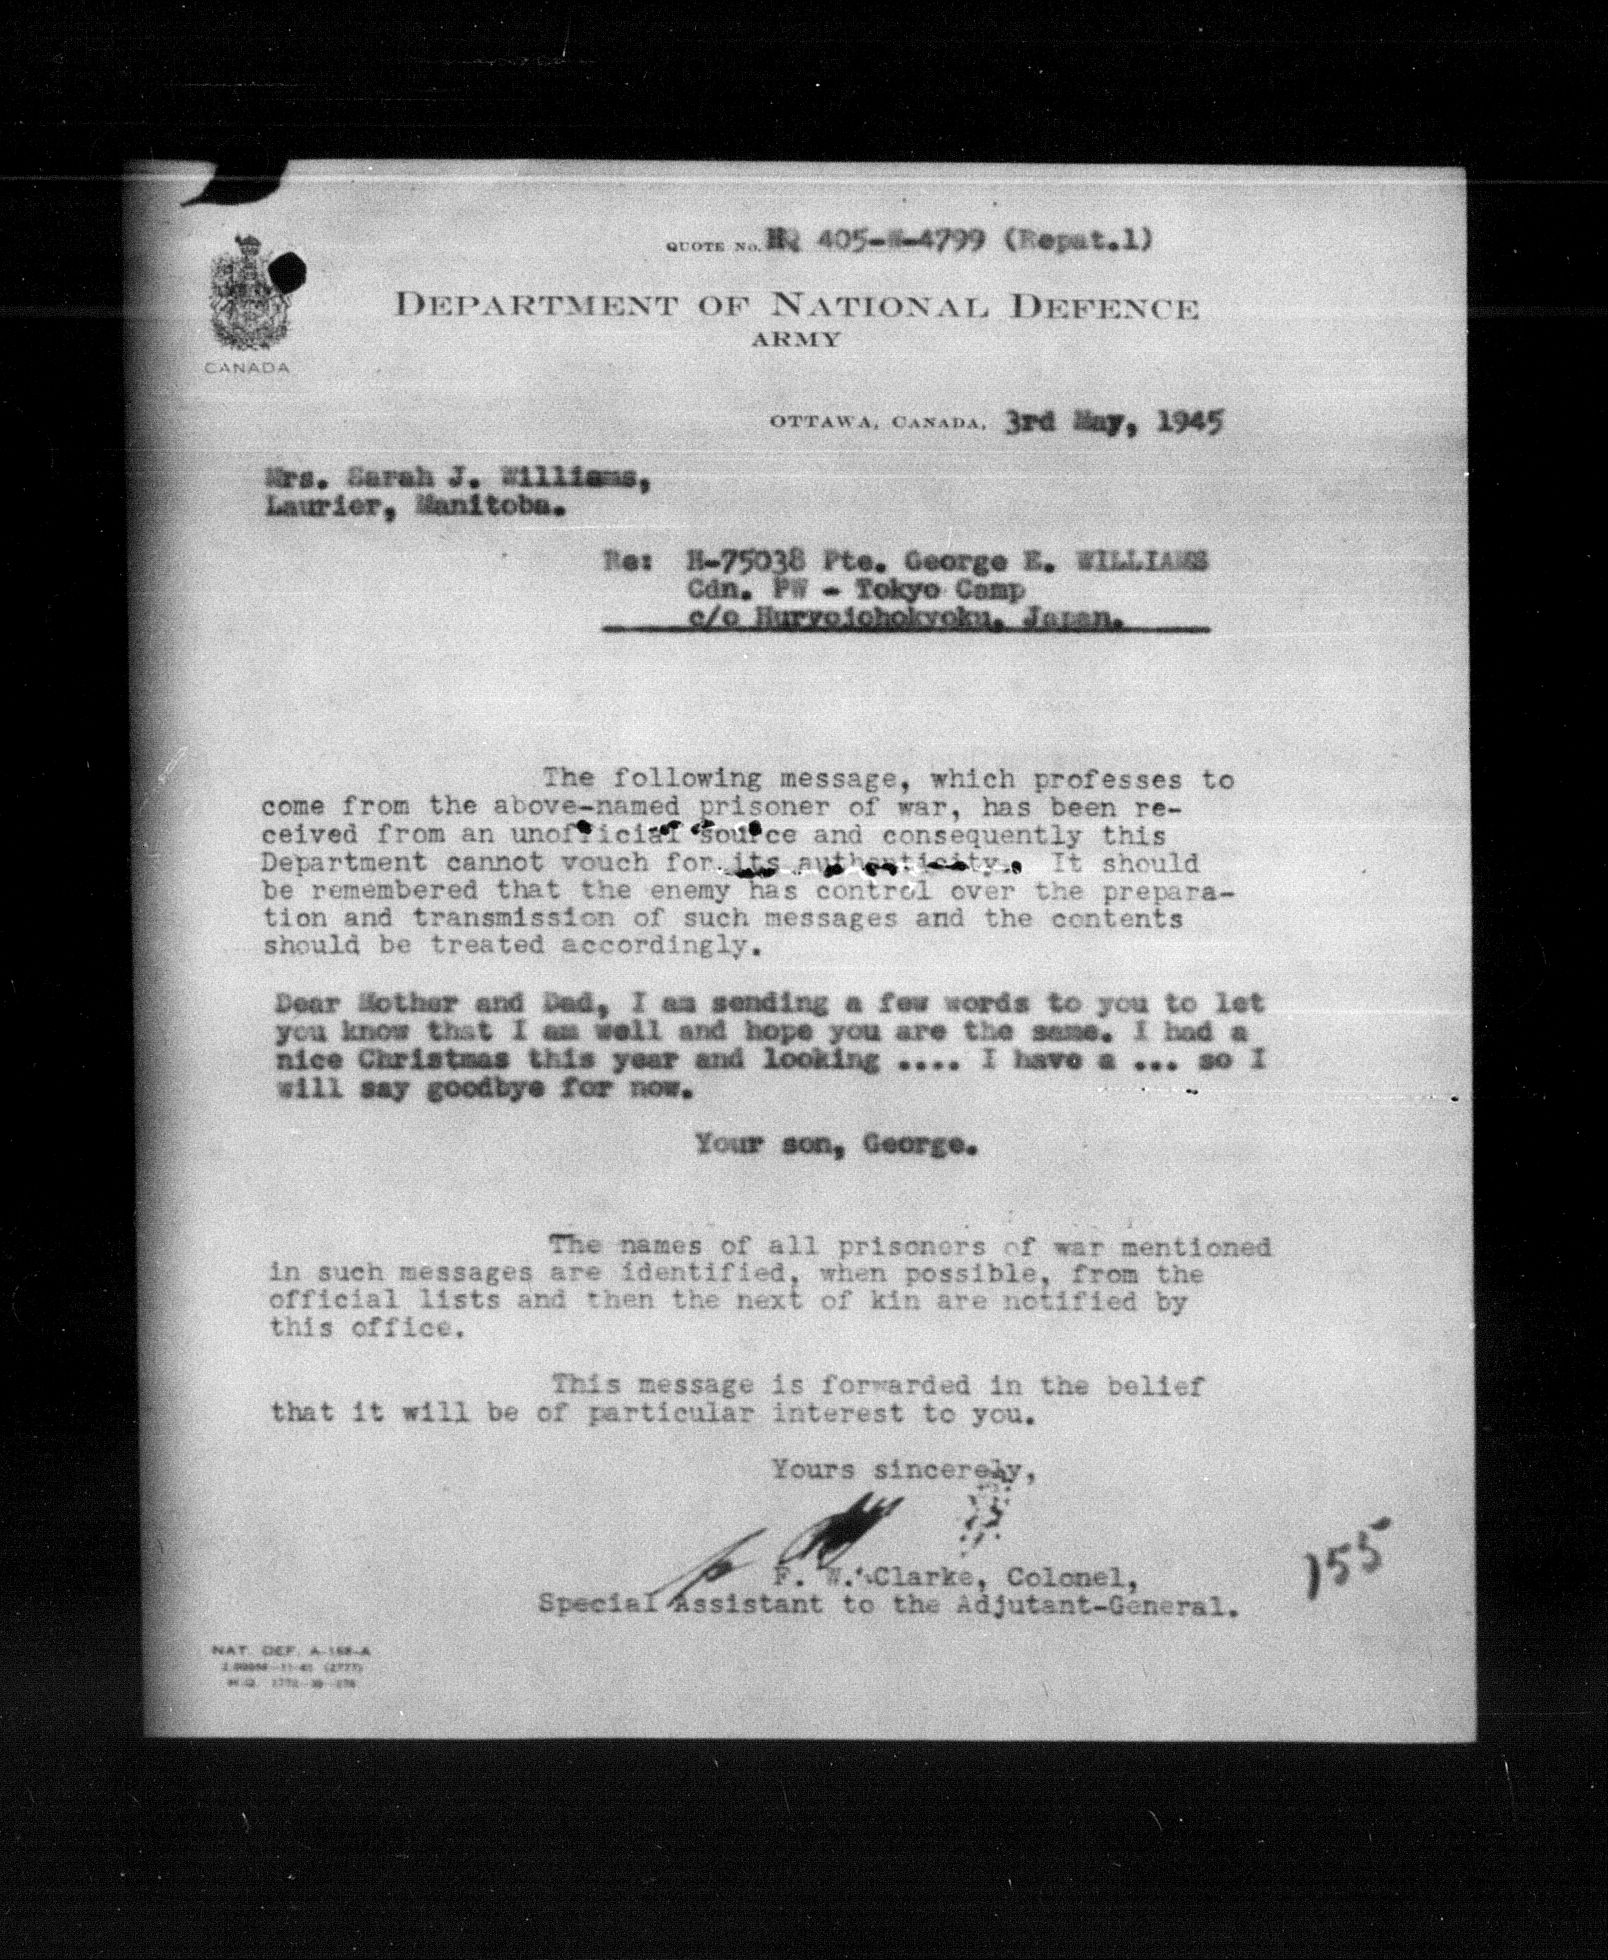 QUOTE No. HQ 405-W-4799 (Repat.1)
DEPARTMENT OF NATIONAL DEFENCE
ARMY
CANADA
OTTAWA, CANADA, 3rd May, 1945
Mrs. Sarah J. Williams,
Laurier, Manitoba.
Re: H-75038 Pte. George E. WILLIAMS
Cdn. PW - Tokyo Camp
c/o Huryojohokyoku, Japan.
The following message, which professes to
come from the above-named prisoner of war, has been re-
ceived from an unofficial source and consequently this
Department cannot vouch for its authenticity. It should
be remembered that the enemy has control over the prepara-
tion and transmission of such messages and the contents
should be treated accordingly.
Dear Mother and Dad, I am sending a few words to you to let
you know that I am well and hope you are the same. I had a
nice Christmas this year and looking .... I have a ... so I
will say goodbye for now.
Your son, George.
The names of all prisoners of war mentioned
in such messages are identified, when possible, from the
official lists and then the next of kin are notified by
this office.
This message is forwarded in the belief
that it will be of particular interest to you.
Yours sincerely,
F. W. Clarke, Colonel,
Special Assistant to the Adjutant-General.
155
NAT. DEF. A-168-A